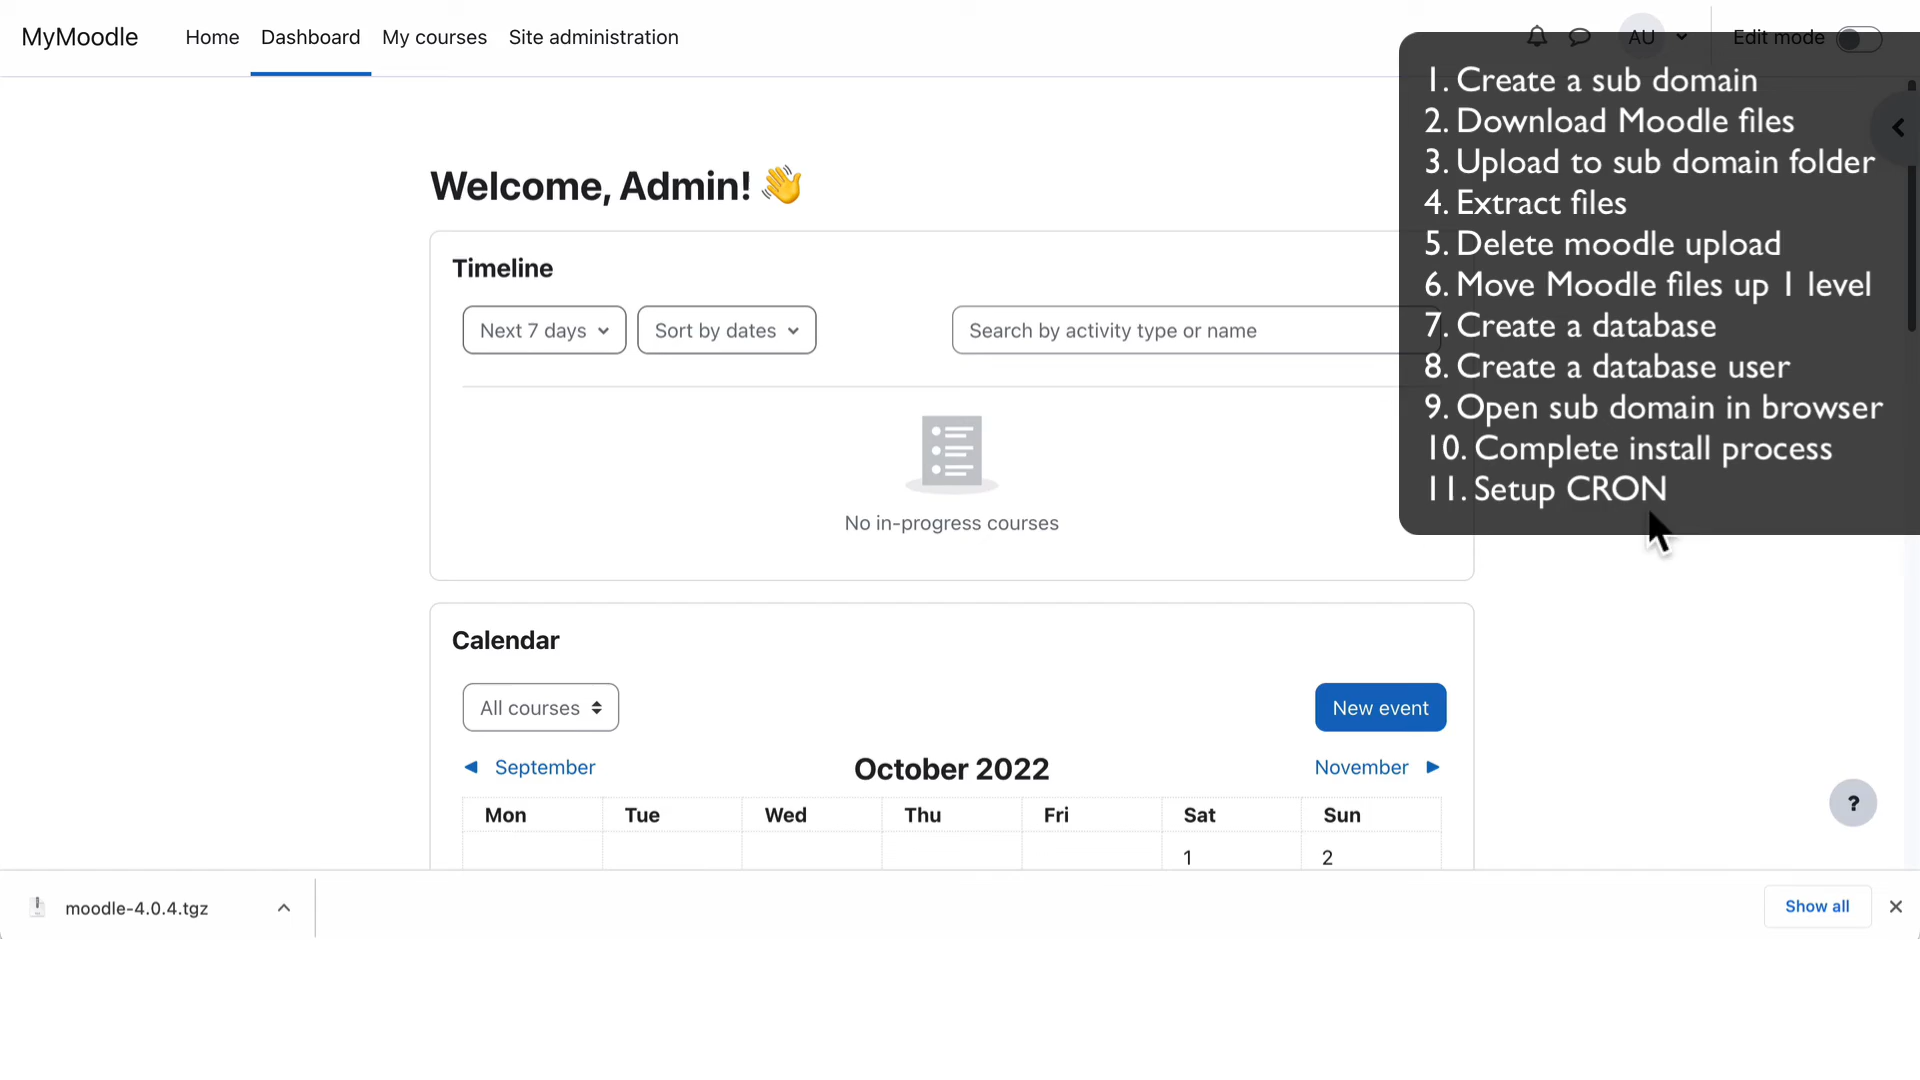 MyMoodle
Home Dashboard My courses Site administration
AU
Edit mode
1. Create a sub domain
2. Download Moodle files
3. Upload to sub domain folder
4. Extract files
5. Delete moodle upload
6. Move Moodle files up 1 level
7. Create a database
8. Create a database user
9. Open sub domain in browser
10. Complete install process
11. Setup CRON
Welcome, Admin! 👋
Timeline
Next 7 days Sort by dates Search by activity type or name
No in-progress courses
Calendar
All courses New event
◄ September October 2022 November ►
Mon Tue Wed Thu Fri Sat Sun
1 2
?
moodle-4.0.4.tgz Show all